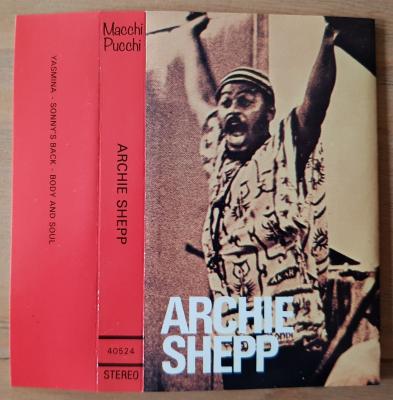 YASMINA - SONNY'S BACK - BODY AND SOUL
Macchi
Pucchi
ARCHIE SHEPP
40524
STEREO
ARCHIE
SHEPP